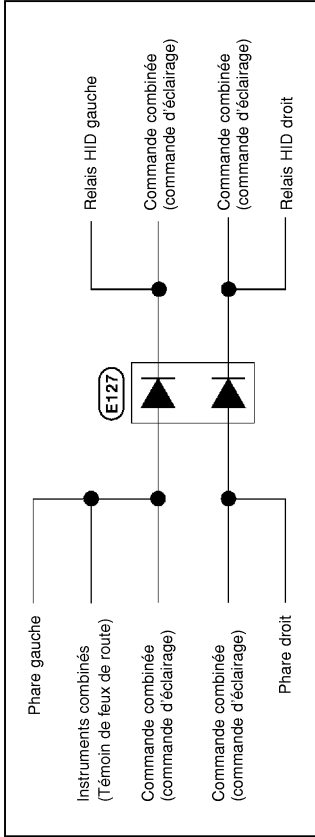 Phare gauche
Instruments combinés
(Témoin de feux de route)
Commande combinée
(commande d'éclairage)
Commande combinée
(commande d'éclairage)
Phare droit
E127
Relais HID gauche
Commande combinée
(commande d'éclairage)
Commande combinée
(commande d'éclairage)
Relais HID droit